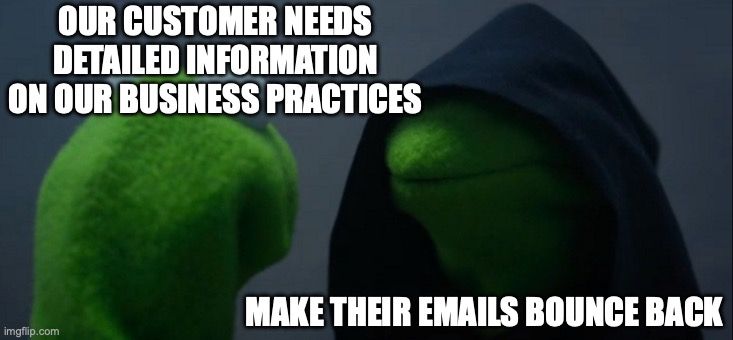 OUR CUSTOMER NEEDS
DETAILED INFORMATION
ON OUR BUSINESS PRACTICES
MAKE THEIR EMAILS BOUNCE BACK
imgflip.com